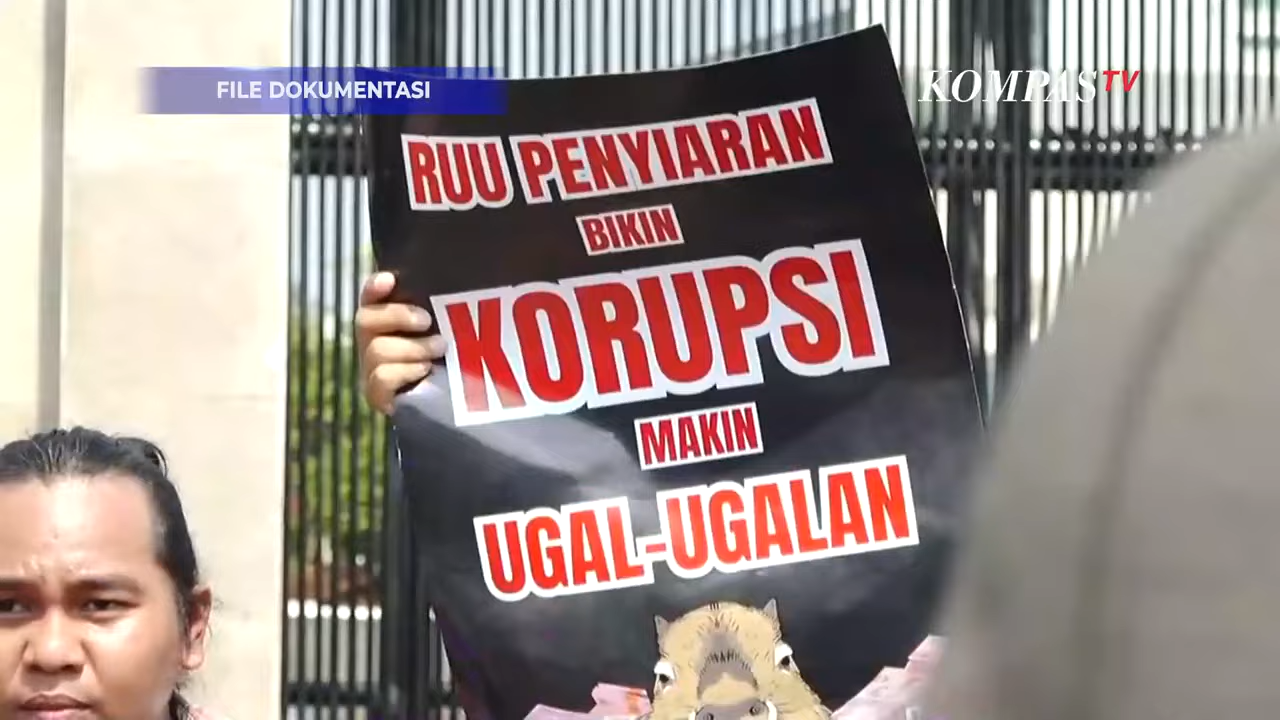 FILE DOKUMENTASI
KOMPASTV
RUU PENYIARAN
BIKIN
KORUPSI
MAKIN
UGAL-UGALAN